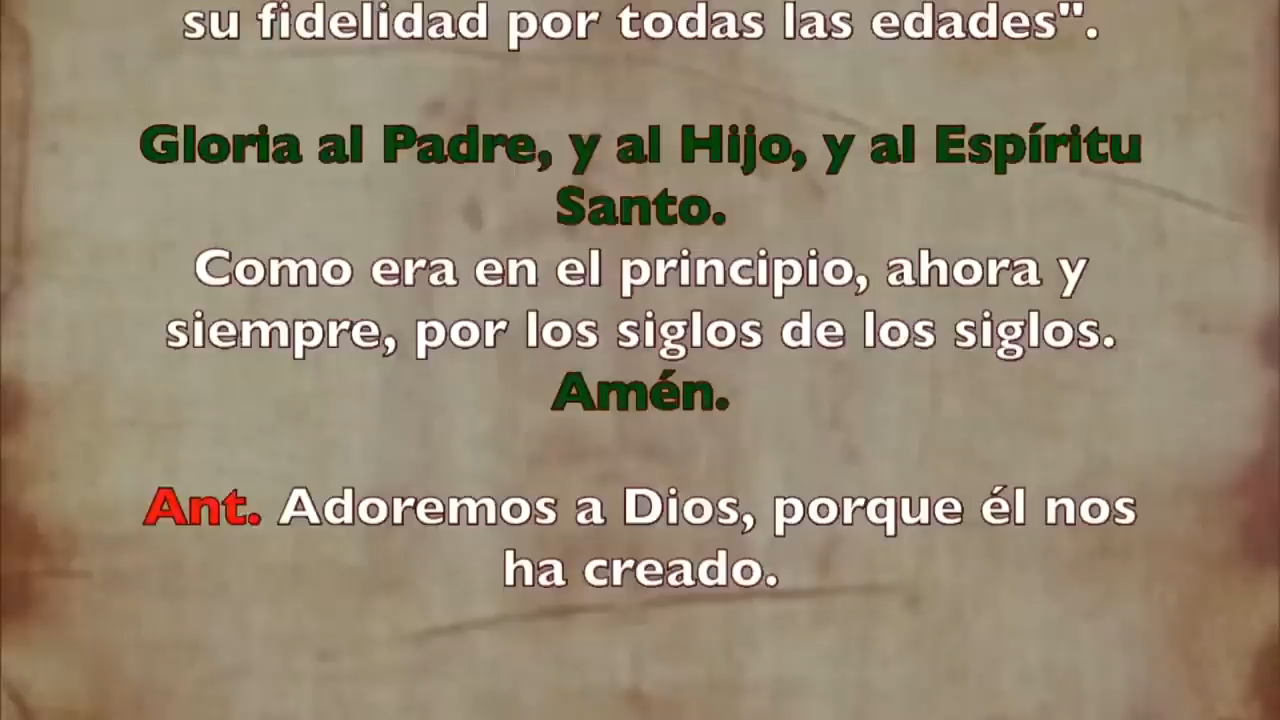 su fidelidad por todas las edades".
Gloria al Padre, y al Hijo, y al Espíritu
Santo.
Como era en el principio, ahora y
siempre, por los siglos de los siglos.
Amén.
Ant. Adoremos a Dios, porque él nos
ha creado.